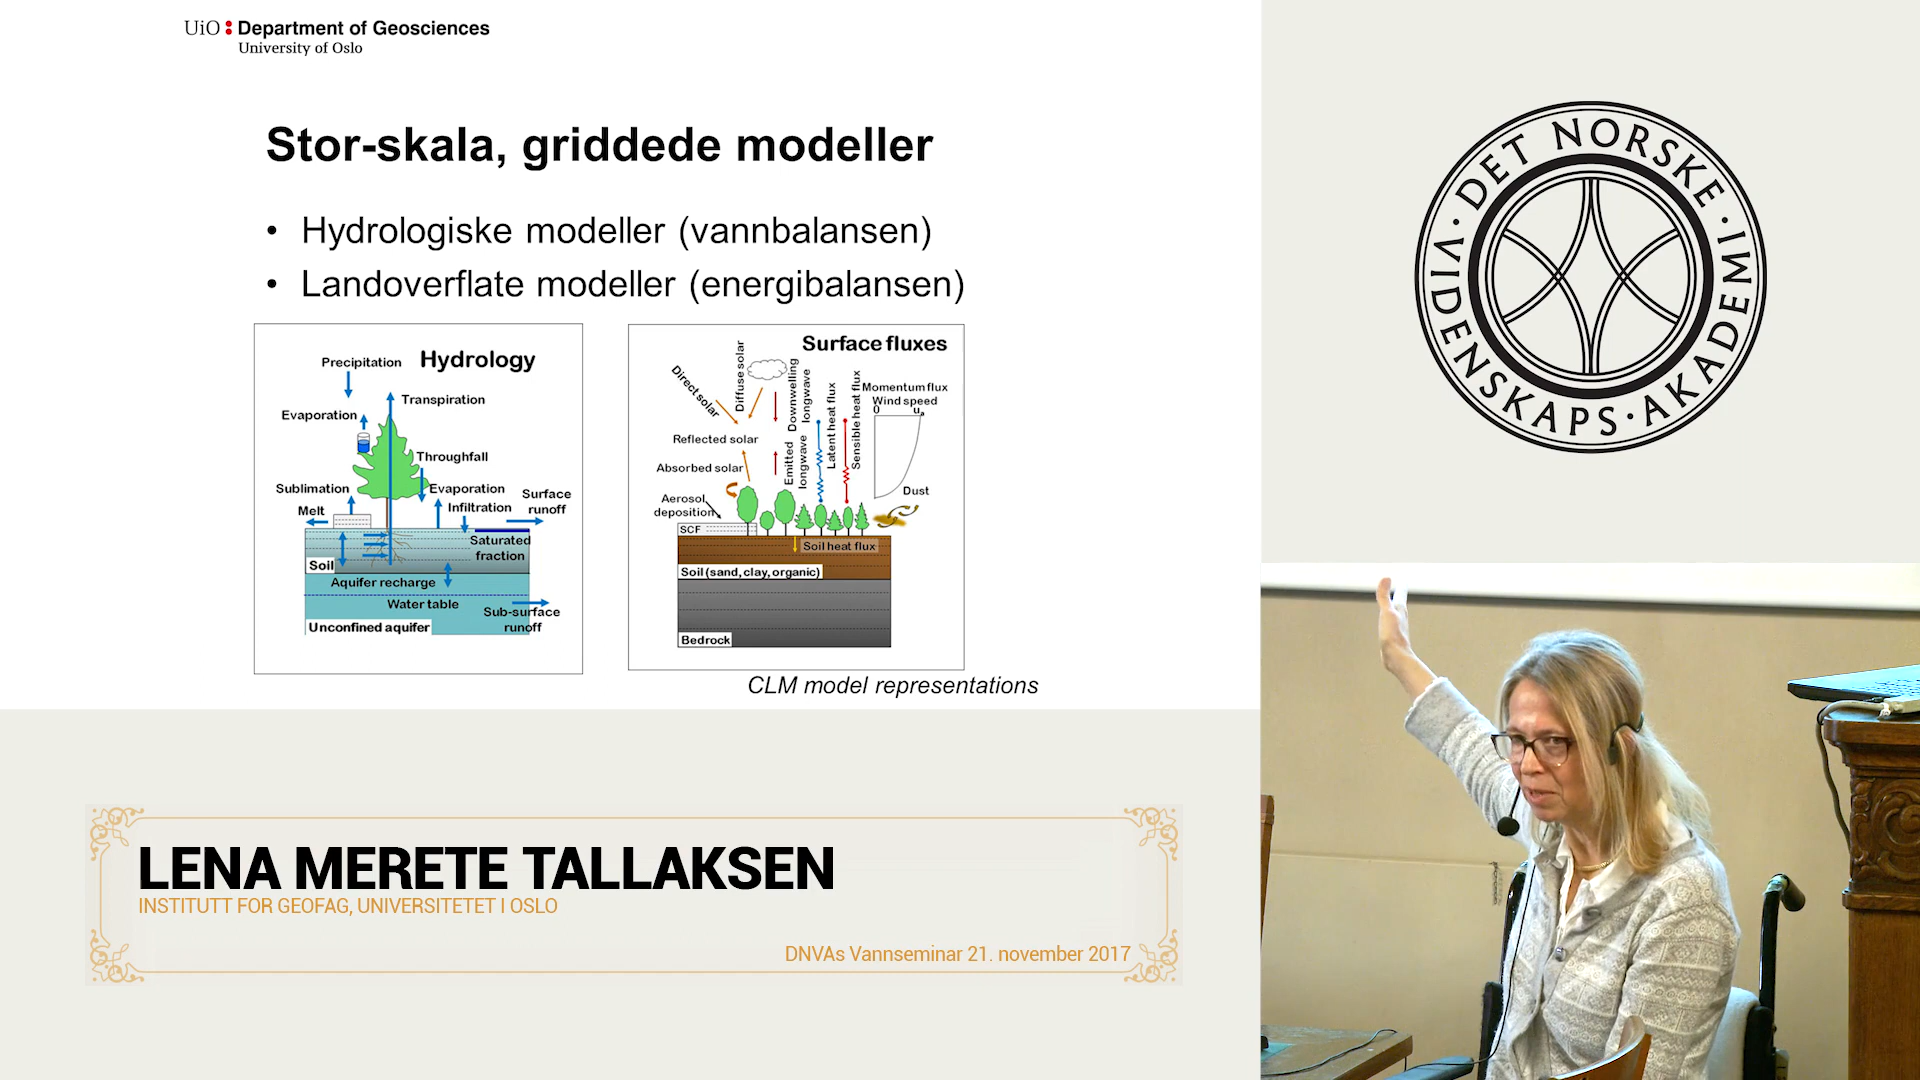 UiO Department of Geosciences
University of Oslo
Stor-skala, griddede modeller
• Hydrologiske modeller (vannbalansen)
• Landoverflate modeller (energibalansen)
Hydrology
Precipitation
Transpiration
Evaporation
Throughfall
Sublimation
Evaporation
Melt
Infiltration
Surface
runoff
Saturated
fraction
Soil
Aquifer recharge
Water table
Sub-surface
runoff
Unconfined aquifer
Surface fluxes
Direct solar
Diffuse solar
Downwelling
longwave
Latent heat flux
Sensible heat flux
Momentum flux
Wind speed
0 ua
Reflected solar
Absorbed solar
Emitted
longwave
Aerosol
deposition
Dust
SCF
Soil heat flux
Soil (sand, clay, organic)
Bedrock
CLM model representations
DET NORSKE · VIDENSKAPS · AKADEMI ·
LENA MERETE TALLAKSEN
INSTITUTT FOR GEOFAG, UNIVERSITETET I OSLO
DNVAs Vannseminar 21. november 2017